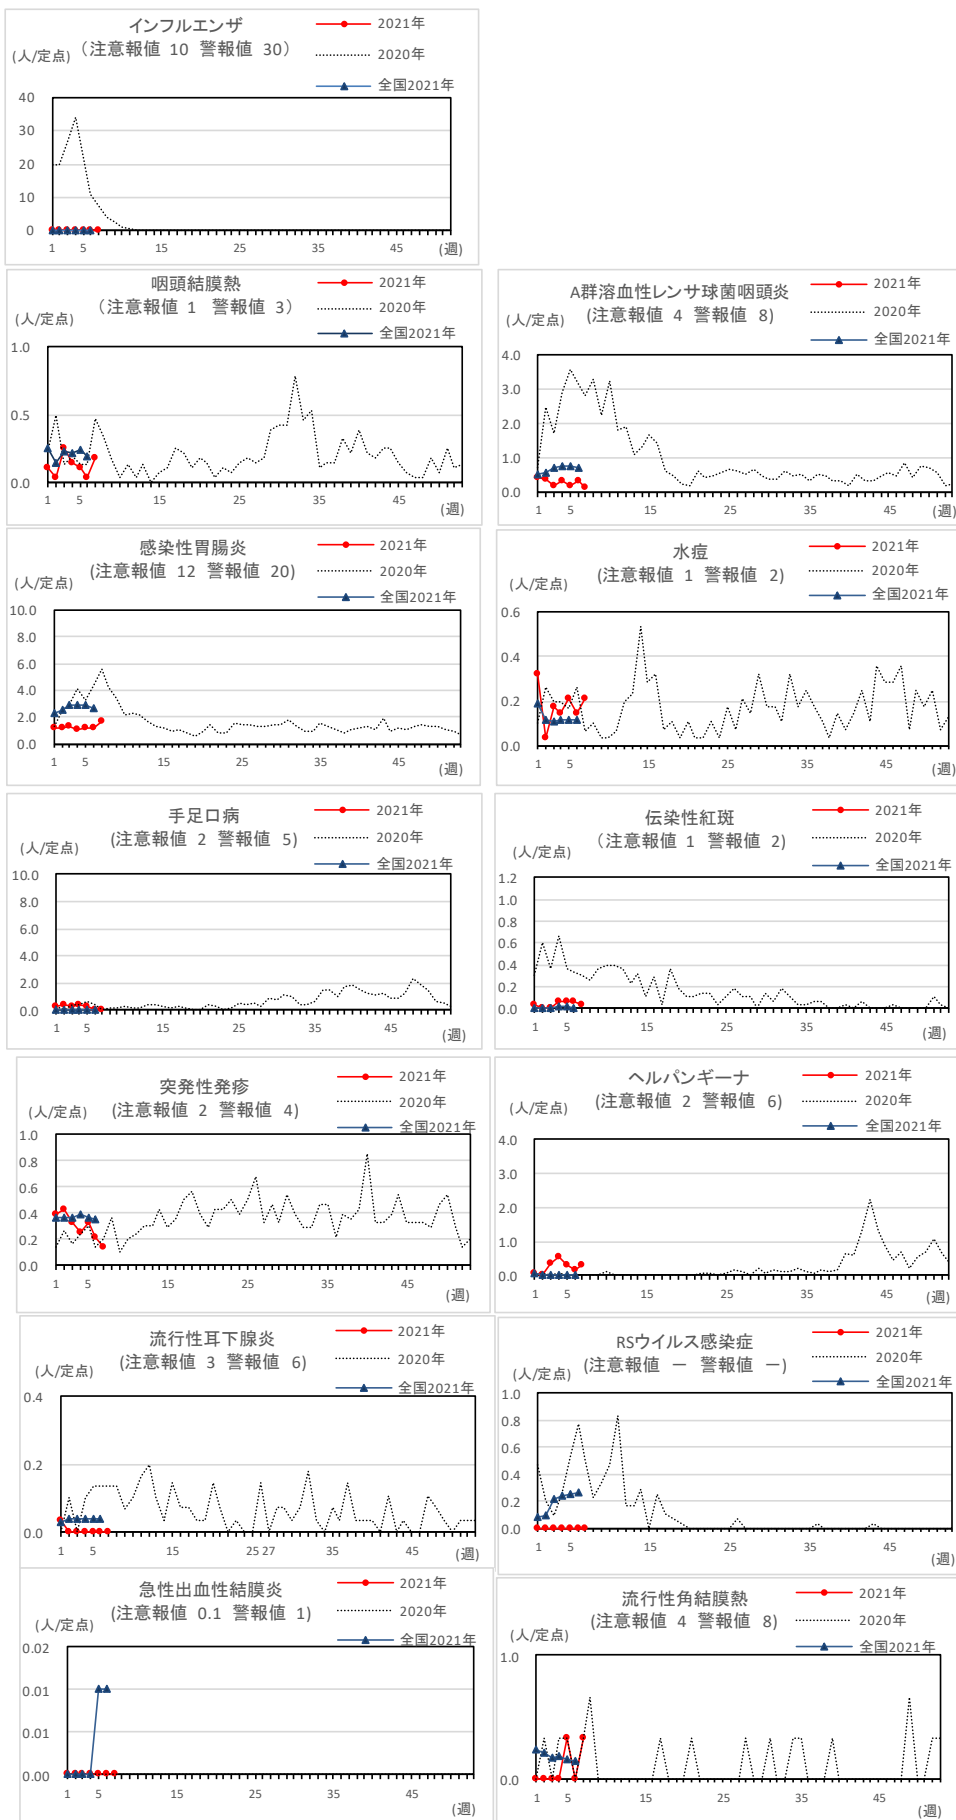 インフルエンザ
(注意報値 10 警報値 30)
(人/定点)
2021年
2020年
全国2021年
40
30
20
10
0
1 5 15 25 35 45
(週)
咽頭結膜熱
(注意報値 1 警報値 3)
(人/定点)
2021年
2020年
全国2021年
1.0
0.5
0.0
1 5 15 25 35 45
(週)
A群溶血性レンサ球菌咽頭炎
(注意報値 4 警報値 8)
(人/定点)
2021年
2020年
全国2021年
4.0
3.0
2.0
1.0
0.0
1 5 15 25 35 45
(週)
感染性胃腸炎
(注意報値 12 警報値 20)
(人/定点)
2021年
2020年
全国2021年
10.0
8.0
6.0
4.0
2.0
0.0
1 5 15 25 35 45
(週)
水痘
(注意報値 1 警報値 2)
(人/定点)
2021年
2020年
全国2021年
0.6
0.4
0.2
0.0
1 5 15 25 35 45
(週)
手足口病
(注意報値 2 警報値 5)
(人/定点)
2021年
2020年
全国2021年
10.0
8.0
6.0
4.0
2.0
0.0
1 5 15 25 35 45
(週)
伝染性紅斑
(注意報値 1 警報値 2)
(人/定点)
2021年
2020年
全国2021年
1.2
1.0
0.8
0.6
0.4
0.2
0.0
1 5 15 25 35 45
(週)
突発性発疹
(注意報値 2 警報値 4)
(人/定点)
2021年
2020年
全国2021年
1.0
0.8
0.6
0.4
0.2
0.0
1 5 15 25 35 45
(週)
ヘルパンギーナ
(注意報値 2 警報値 6)
(人/定点)
2021年
2020年
全国2021年
4.0
3.0
2.0
1.0
0.0
1 5 15 25 35 45
(週)
流行性耳下腺炎
(注意報値 3 警報値 6)
(人/定点)
2021年
2020年
全国2021年
0.4
0.2
0.0
1 5 15 25 27 35 45
(週)
RSウイルス感染症
(注意報値 ー 警報値 ー)
(人/定点)
2021年
2020年
全国2021年
1.0
0.8
0.6
0.4
0.2
0.0
1 5 15 25 35 45
(週)
急性出血性結膜炎
(注意報値 0.1 警報値 1)
(人/定点)
2021年
2020年
全国2021年
0.02
0.01
0.01
0.00
1 5 15 25 35 45
(週)
流行性角結膜熱
(注意報値 4 警報値 8)
(人/定点)
2021年
2020年
全国2021年
1.0
0.0
1 5 15 25 35 45
(週)